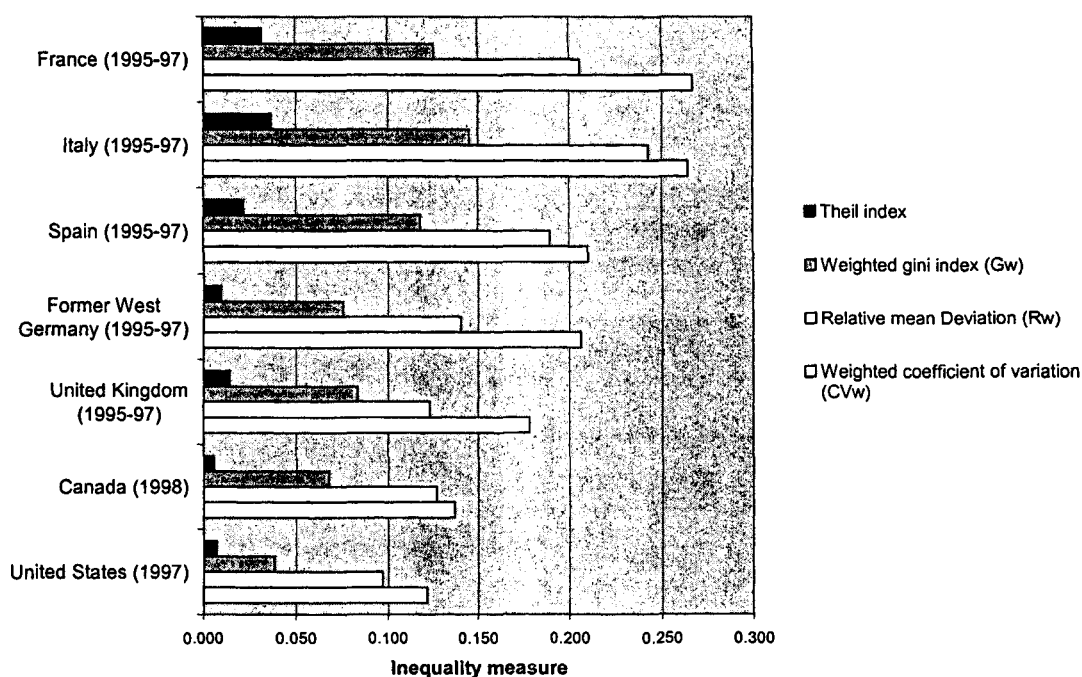 France (1995-97)
Italy (1995-97)
Spain (1995-97)
Former West
Germany (1995-97)
United Kingdom
(1995-97)
Canada (1998)
United States (1997)
0.000 0.050 0.100 0.150 0.200 0.250 0.300
Inequality measure
Theil index
Weighted gini index (Gw)
Relative mean Deviation (Rw)
Weighted coefficient of variation
(CVw)